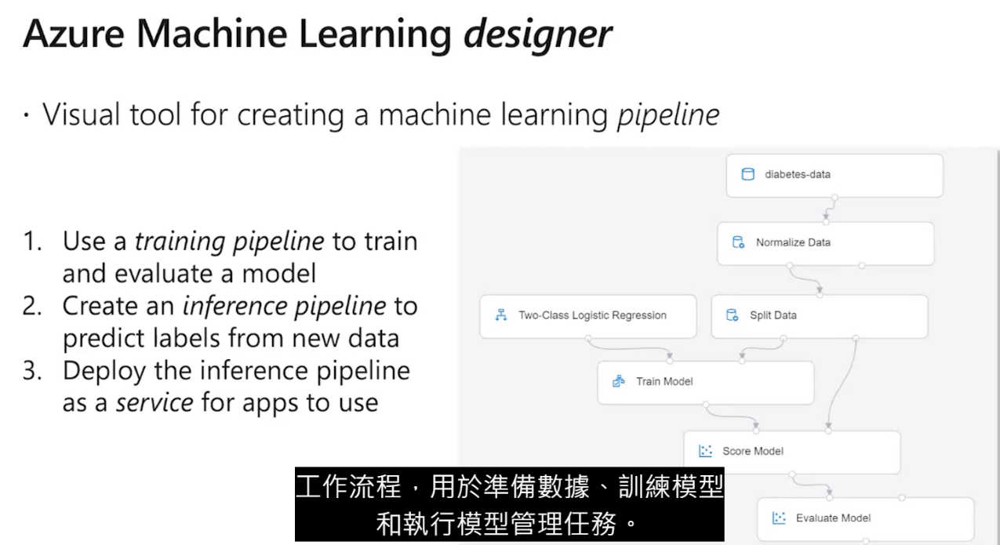 Azure Machine Learning designer
· Visual tool for creating a machine learning pipeline
1. Use a training pipeline to train
and evaluate a model
2. Create an inference pipeline to
predict labels from new data
3. Deploy the inference pipeline
as a service for apps to use
diabetes-data
Normalize Data
Two-Class Logistic Regression
Split Data
Train Model
Score Model
Evaluate Model
工作流程，用於準備數據、訓練模型
和執行模型管理任務。